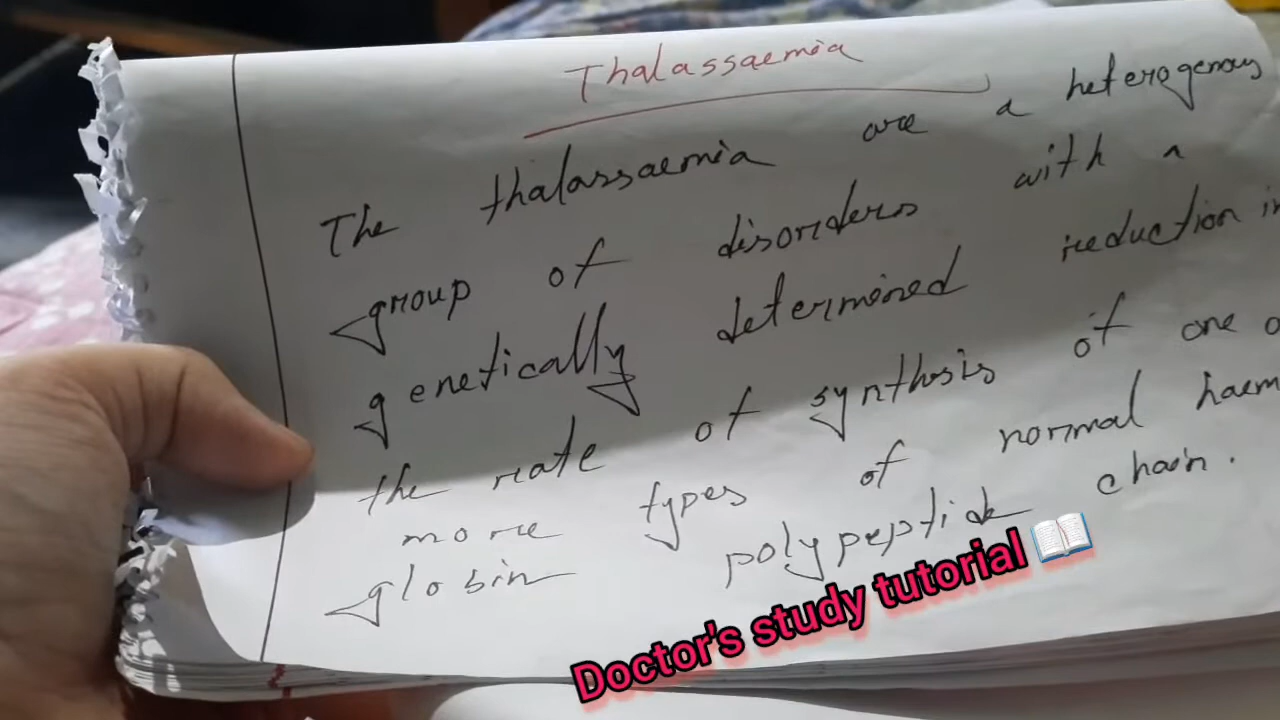 Thalassaemia
The thalassaemia are a heterogenous
group of disorders with a
genetically determined reduction in
the rate of synthesis of one o
more types of normal haem
globin polypeptide chain.
Doctor's study tutorial 📖